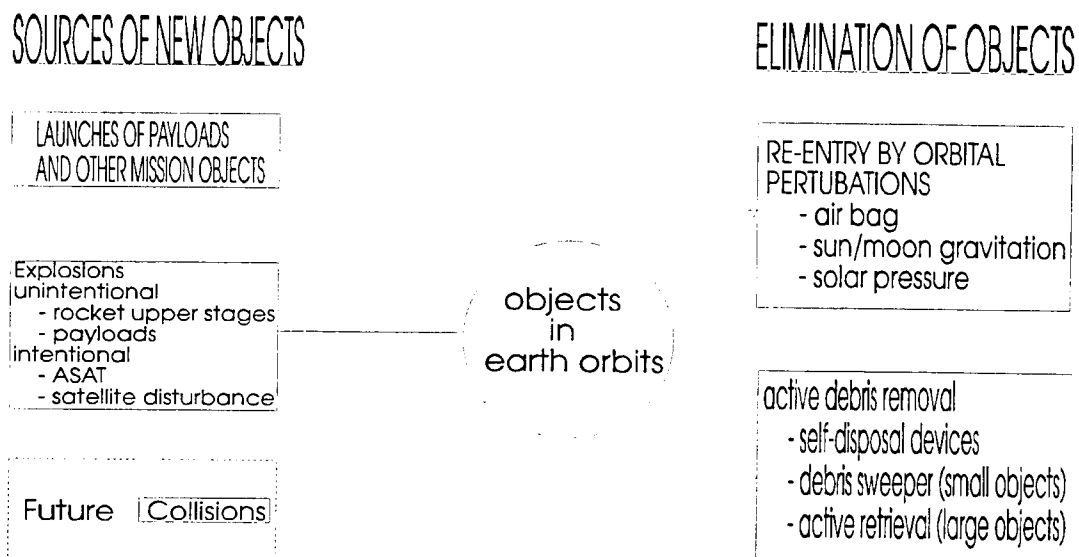 SOURCES OF NEW OBJECTS
LAUNCHES OF PAYLOADS
AND OTHER MISSION OBJECTS
Explosions
unintentional
- rocket upper stages
- payloads
intentional
- ASAT
- satellite disturbance
Future Collisions
objects
in
earth orbits
ELIMINATION OF OBJECTS
RE-ENTRY BY ORBITAL
PERTUBATIONS
- air bag
- sun/moon gravitation
- solar pressure
active debris removal
- self-disposal devices
- debris sweeper (small objects)
- active retrieval (large objects)